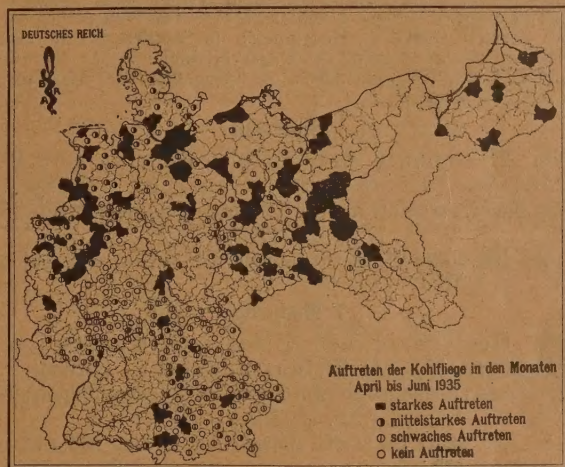 DEUTSCHES REICH
Auftreten der Kohlfliege in den Monaten
April bis Juni 1935
starkes Auftreten
mittelstarkes Auftreten
schwaches Auftreten
kein Auftreten